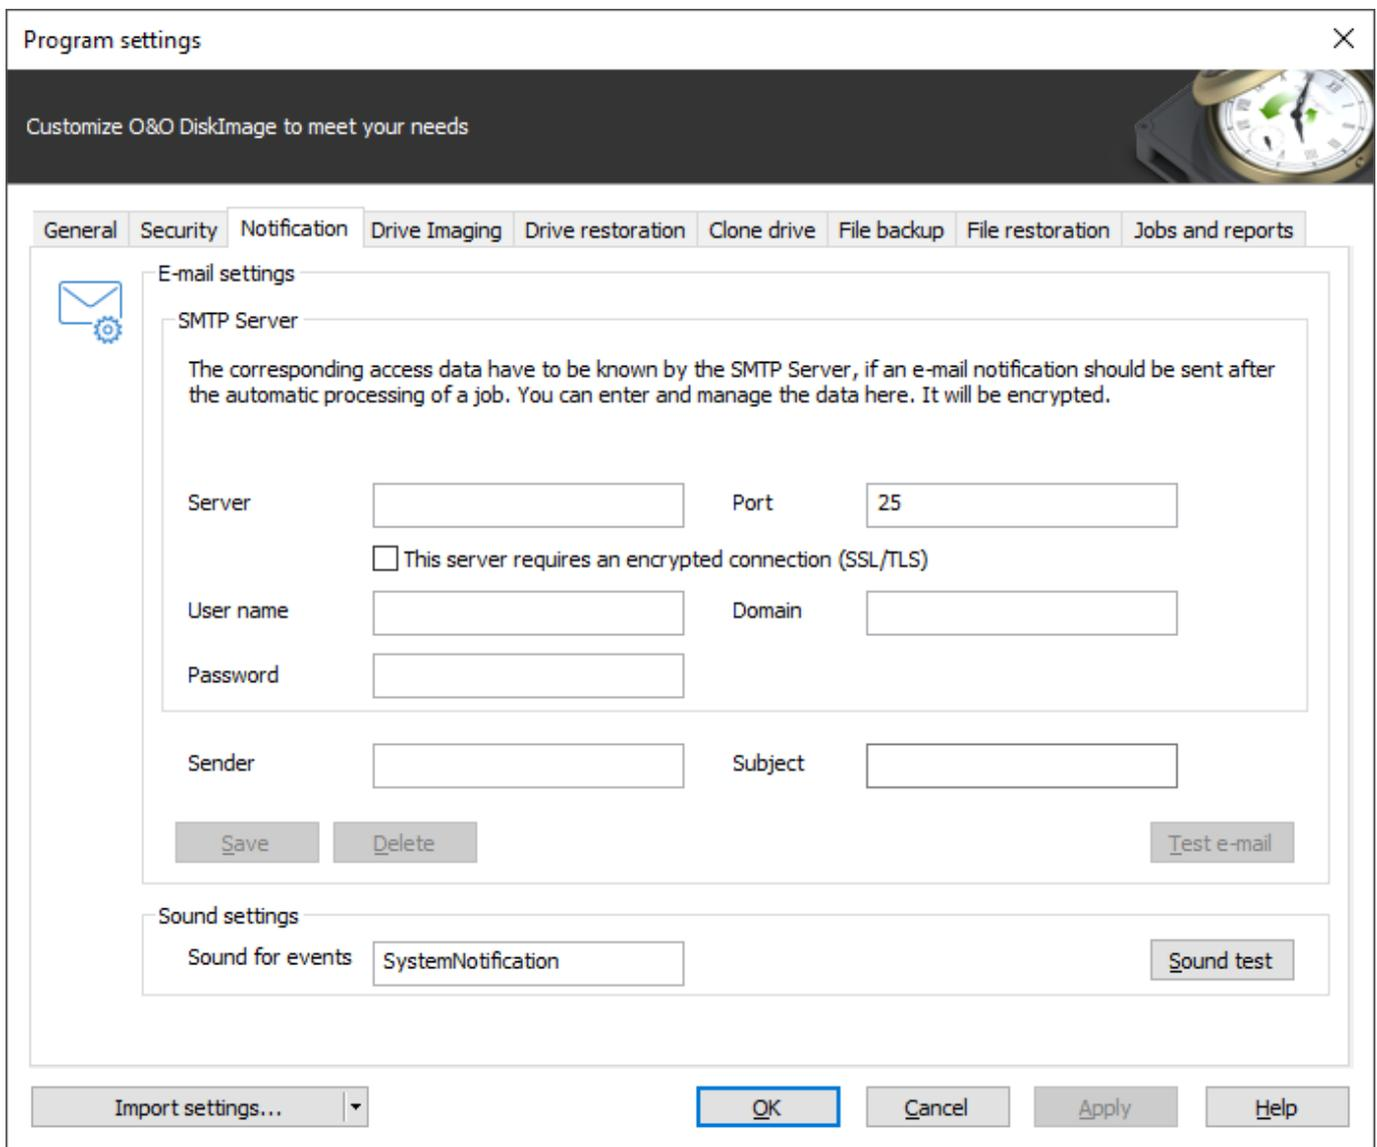 Program settings
Customize O&O DiskImage to meet your needs
General Security Notification Drive Imaging Drive restoration Clone drive File backup File restoration Jobs and reports
E-mail settings
SMTP Server
The corresponding access data have to be known by the SMTP Server, if an e-mail notification should be sent after
the automatic processing of a job. You can enter and manage the data here. It will be encrypted.
Server Port 25
This server requires an encrypted connection (SSL/TLS)
User name Domain
Password
Sender Subject
Save Delete Test e-mail
Sound settings
Sound for events SystemNotification Sound test
Import settings... OK Cancel Apply Help